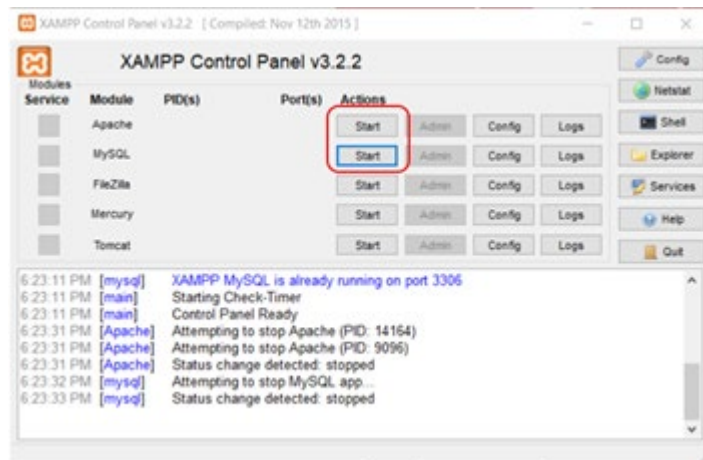 XAMPP Control Panel v3.2.2 [ Compiled: Nov 12th 2015 ]
XAMPP Control Panel v3.2.2
Config
Modules
Service Module PID(s) Port(s) Actions
Netstat
Apache Start Admin Config Logs
Shell
MySQL Start Admin Config Logs
Explorer
FileZilla Start Admin Config Logs
Services
Mercury Start Admin Config Logs
Help
Tomcat Start Admin Config Logs
Quit
6:23:11 PM [mysql] XAMPP MySQL is already running on port 3306
6:23:11 PM [main] Starting Check-Timer
6:23:11 PM [main] Control Panel Ready
6:23:31 PM [Apache] Attempting to stop Apache (PID: 14164)
6:23:31 PM [Apache] Attempting to stop Apache (PID: 9096)
6:23:31 PM [Apache] Status change detected: stopped
6:23:32 PM [mysql] Attempting to stop MySQL app...
6:23:33 PM [mysql] Status change detected: stopped